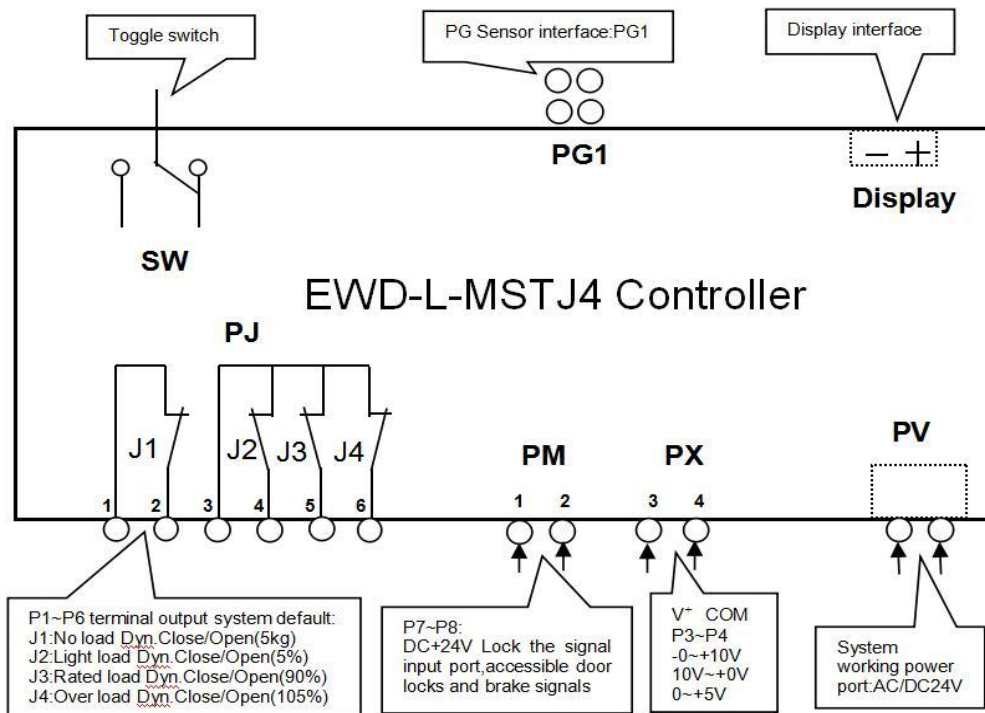 Toggle switch
PG Sensor interface:PG1
Display interface
PG1
− +
Display
SW
EWD-L-MSTJ4 Controller
PJ
J1 J2 J3 J4
PM PX PV
1 2 3 4 5 6 1 2 3 4
P1~P6 terminal output system default:
J1:No load Dyn.Close/Open(5kg)
J2:Light load Dyn.Close/Open(5%)
J3:Rated load Dyn.Close/Open(90%)
J4:Over load Dyn.Close/Open(105%)
P7~P8:
DC+24V Lock the signal
input port,accessible door
locks and brake signals
V⁺ COM
P3~P4
-0~+10V
10V~+0V
0~+5V
System
working power
port:AC/DC24V